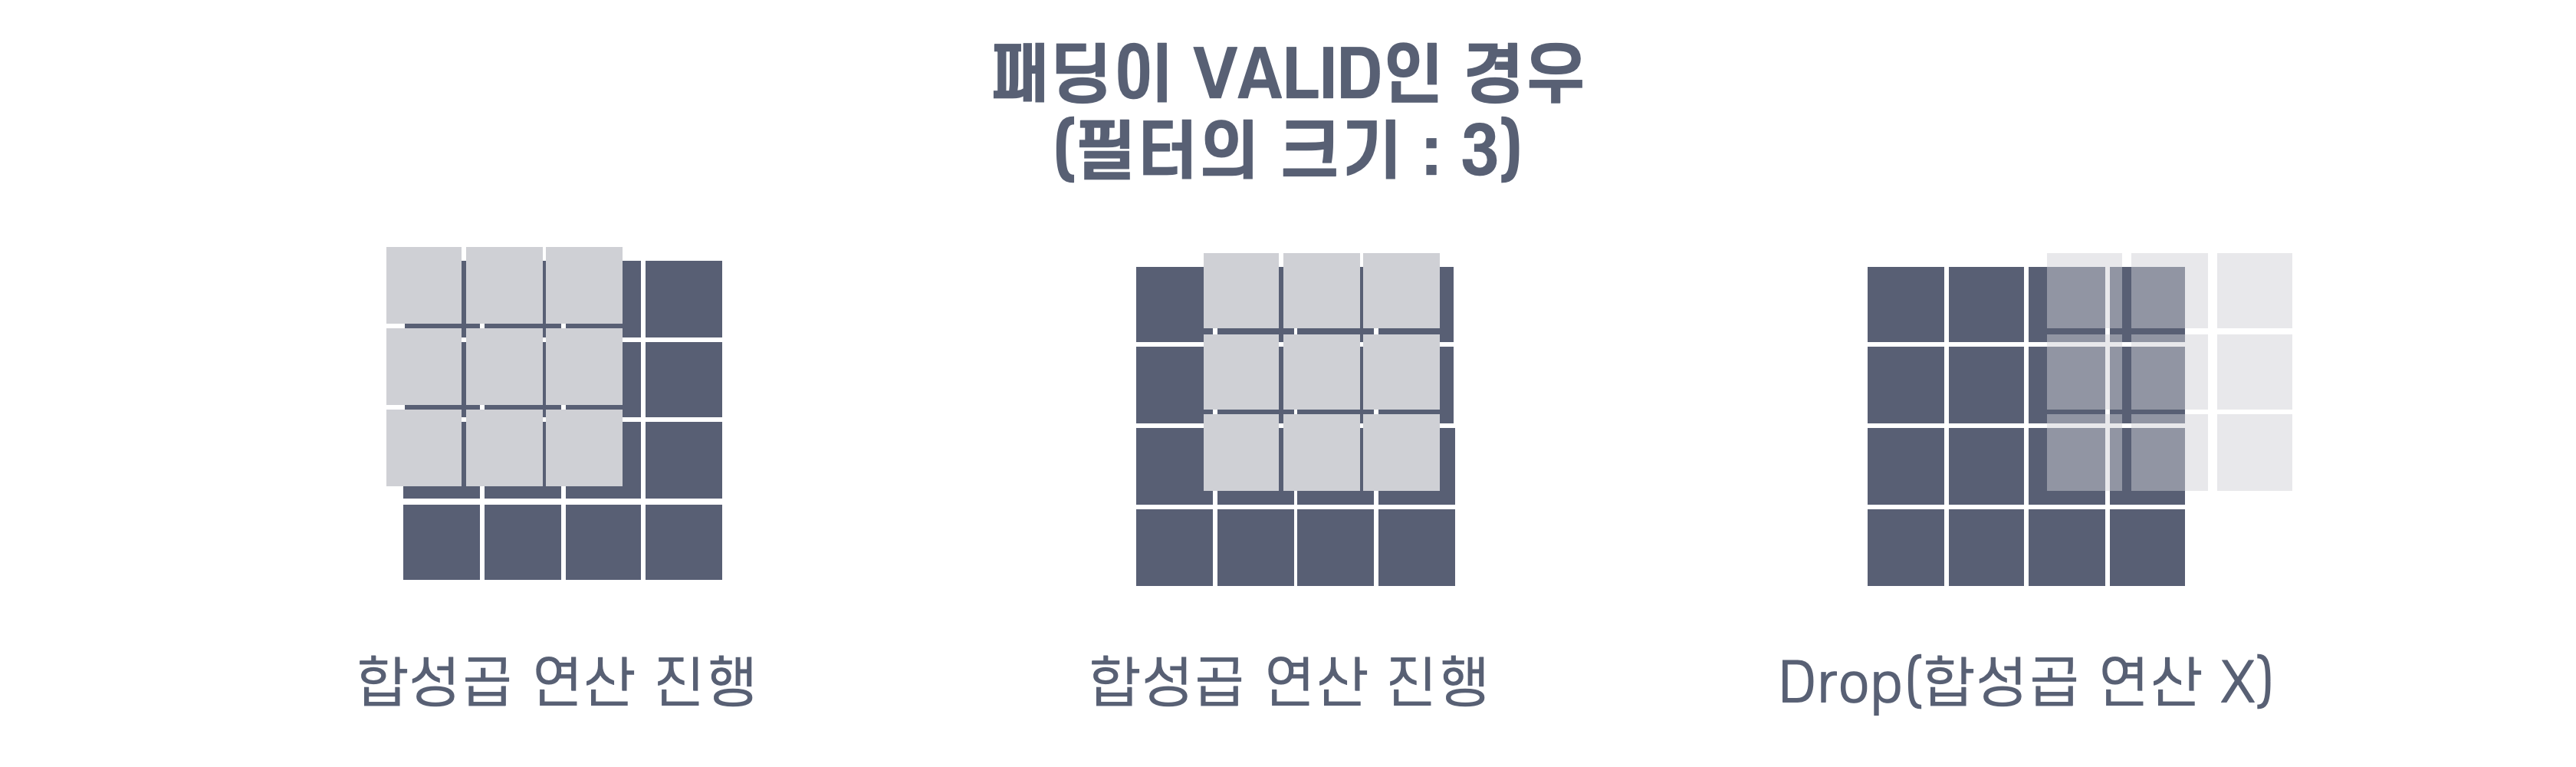 패딩이 VALID인 경우
(필터의 크기 : 3)
합성곱 연산 진행
합성곱 연산 진행
Drop(합성곱 연산 X)